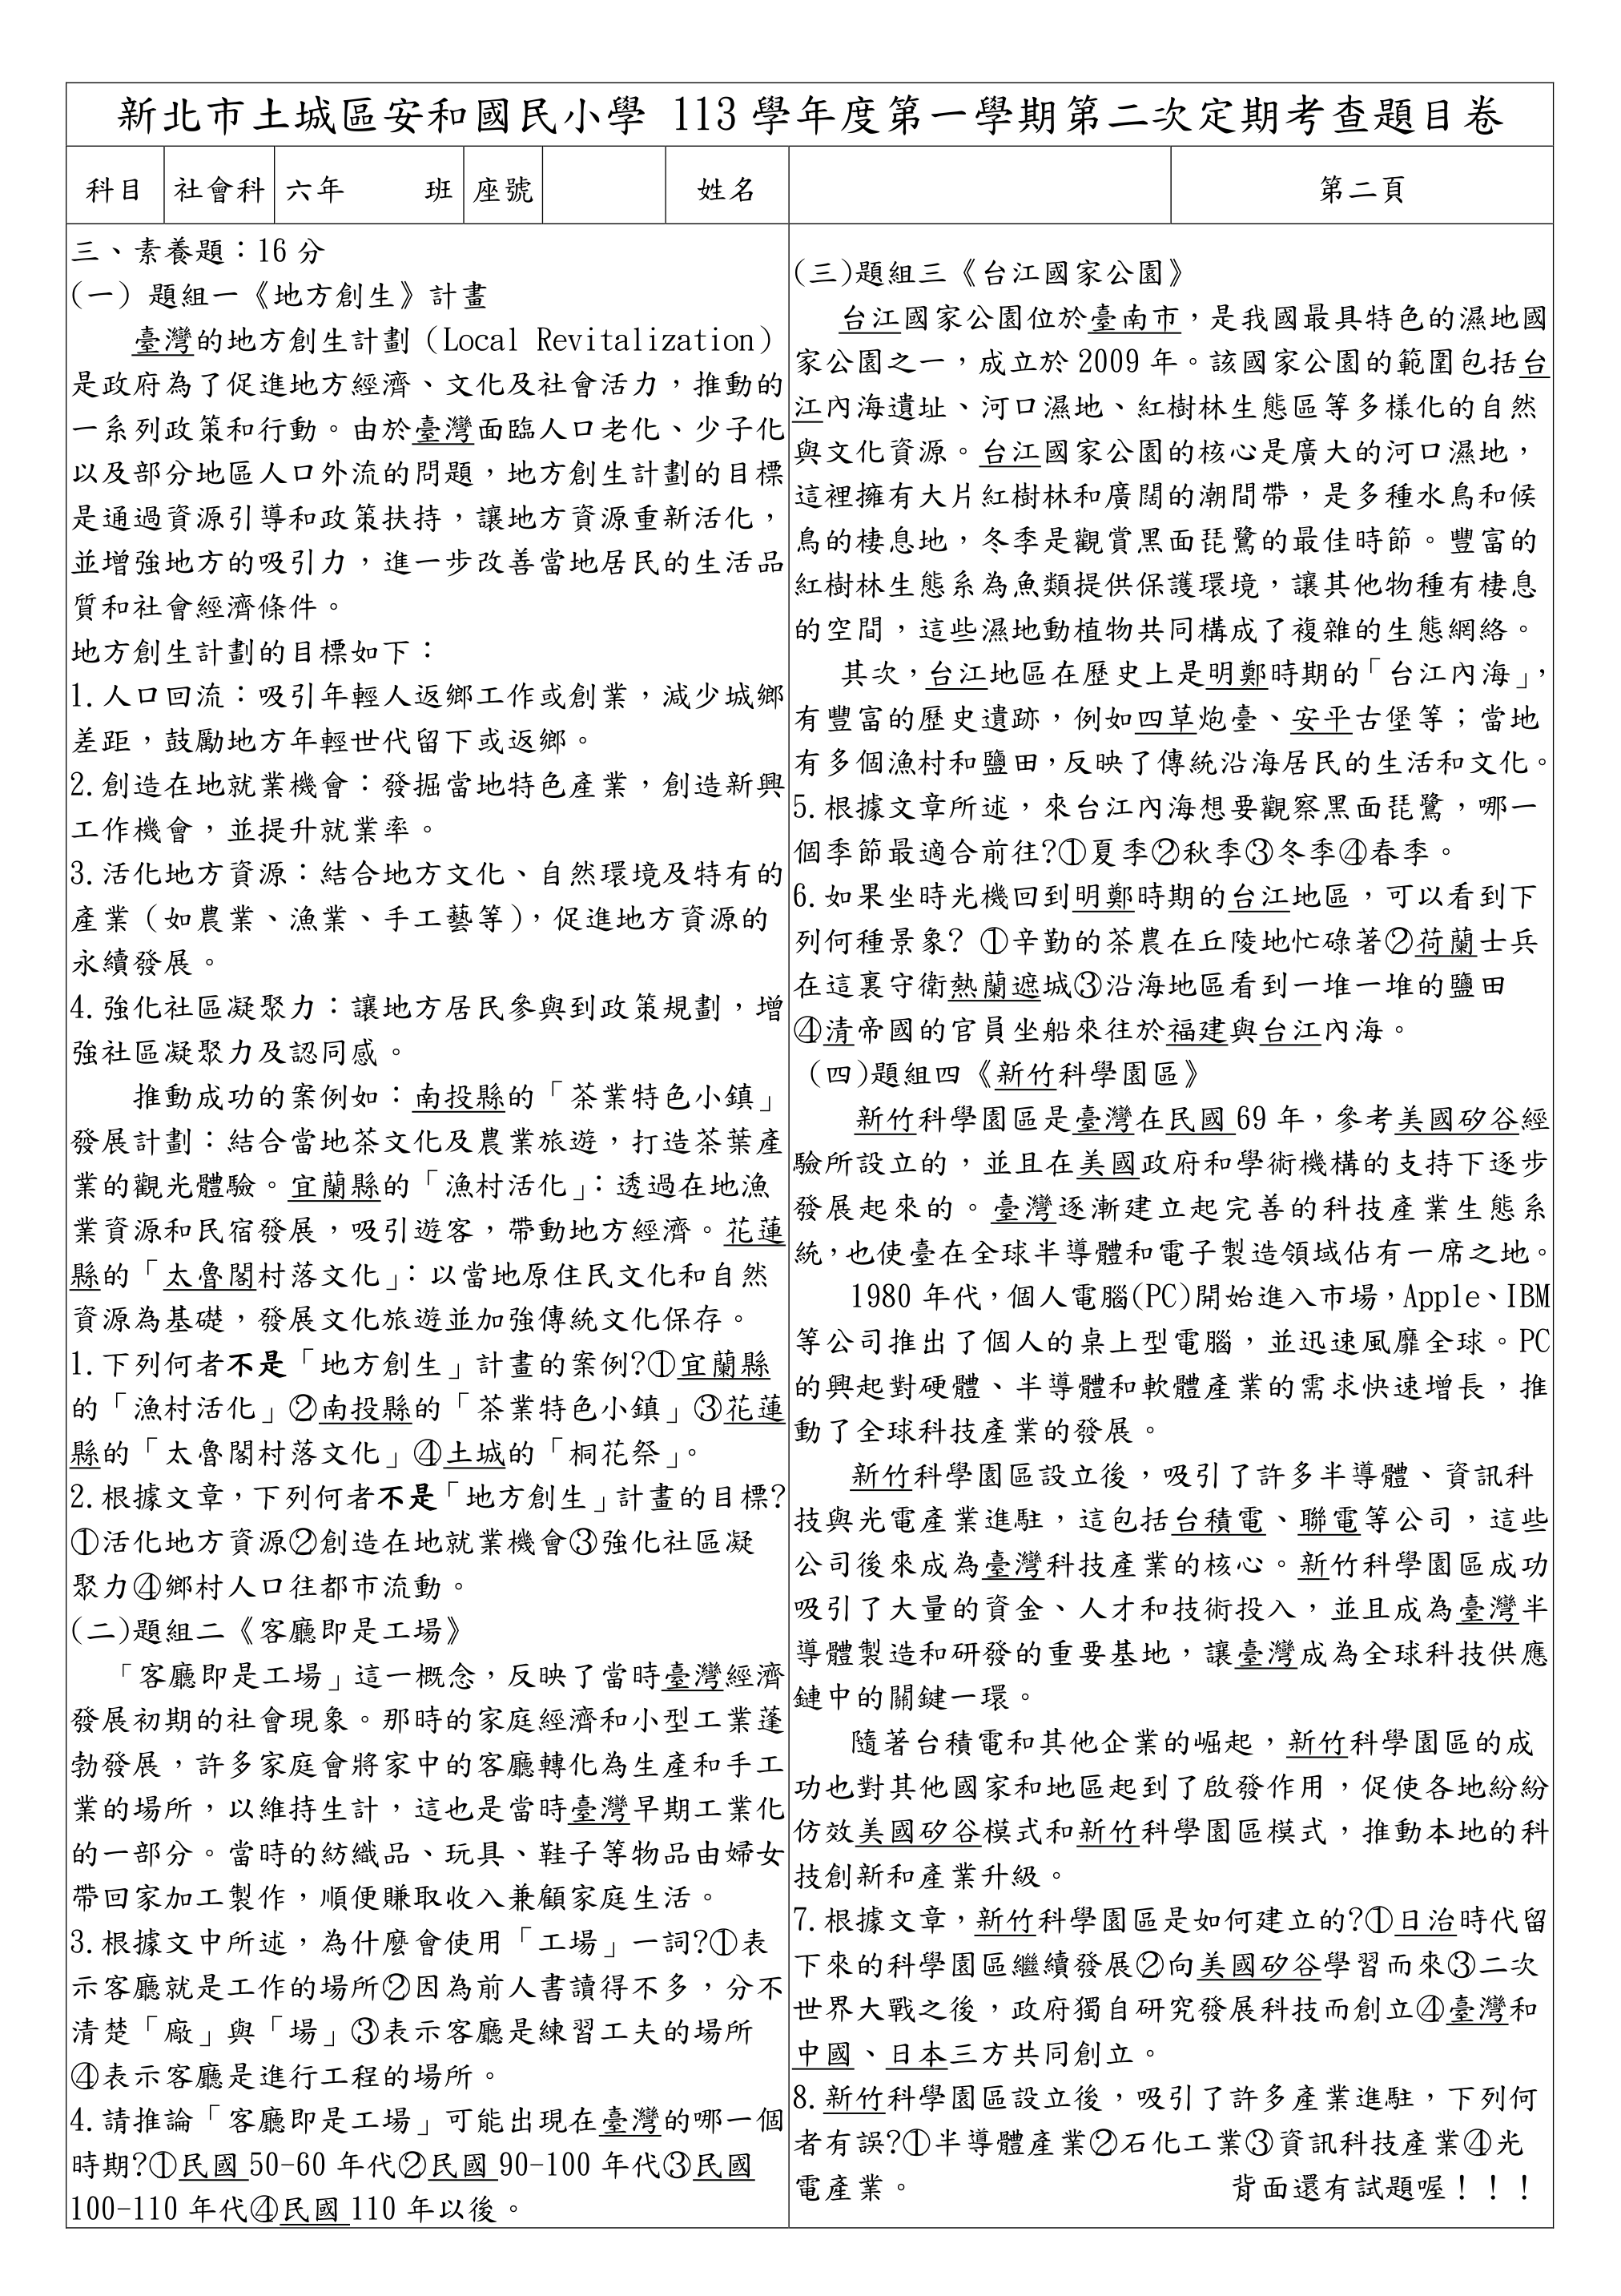 新北市土城區安和國民小學 113 學年度第一學期第二次定期考查題目卷
科目 社會科 六年 班 座號 姓名 第二頁
三、素養題：16 分
(一) 題組一《地方創生》計畫
臺灣的地方創生計劃（Local Revitalization）
是政府為了促進地方經濟、文化及社會活力，推動的
一系列政策和行動。由於臺灣面臨人口老化、少子化
以及部分地區人口外流的問題，地方創生計劃的目標
是通過資源引導和政策扶持，讓地方資源重新活化，
並增強地方的吸引力，進一步改善當地居民的生活品
質和社會經濟條件。
地方創生計劃的目標如下：
1.人口回流：吸引年輕人返鄉工作或創業，減少城鄉
差距，鼓勵地方年輕世代留下或返鄉。
2.創造在地就業機會：發掘當地特色產業，創造新興
工作機會，並提升就業率。
3.活化地方資源：結合地方文化、自然環境及特有的
產業（如農業、漁業、手工藝等），促進地方資源的
永續發展。
4.強化社區凝聚力：讓地方居民參與到政策規劃，增
強社區凝聚力及認同感。
推動成功的案例如：南投縣的「茶業特色小鎮」
發展計劃：結合當地茶文化及農業旅遊，打造茶葉產
業的觀光體驗。宜蘭縣的「漁村活化」：透過在地漁
業資源和民宿發展，吸引遊客，帶動地方經濟。花蓮
縣的「太魯閣村落文化」：以當地原住民文化和自然
資源為基礎，發展文化旅遊並加強傳統文化保存。
1.下列何者不是「地方創生」計畫的案例?①宜蘭縣
的「漁村活化」②南投縣的「茶業特色小鎮」③花蓮
縣的「太魯閣村落文化」④土城的「桐花祭」。
2.根據文章，下列何者不是「地方創生」計畫的目標?
①活化地方資源②創造在地就業機會③強化社區凝
聚力④鄉村人口往都市流動。
(二)題組二《客廳即是工場》
「客廳即是工場」這一概念，反映了當時臺灣經濟
發展初期的社會現象。那時的家庭經濟和小型工業蓬
勃發展，許多家庭會將家中的客廳轉化為生產和手工
業的場所，以維持生計，這也是當時臺灣早期工業化
的一部分。當時的紡織品、玩具、鞋子等物品由婦女
帶回家加工製作，順便賺取收入兼顧家庭生活。
3.根據文中所述，為什麼會使用「工場」一詞?①表
示客廳就是工作的場所②因為前人書讀得不多，分不
清楚「廠」與「場」③表示客廳是練習工夫的場所
④表示客廳是進行工程的場所。
4.請推論「客廳即是工場」可能出現在臺灣的哪一個
時期?①民國 50-60 年代②民國 90-100 年代③民國
100-110 年代④民國 110 年以後。
(三)題組三《台江國家公園》
台江國家公園位於臺南市，是我國最具特色的濕地國
家公園之一，成立於 2009 年。該國家公園的範圍包括台
江內海遺址、河口濕地、紅樹林生態區等多樣化的自然
與文化資源。台江國家公園的核心是廣大的河口濕地，
這裡擁有大片紅樹林和廣闊的潮間帶，是多種水鳥和候
鳥的棲息地，冬季是觀賞黑面琵鷺的最佳時節。豐富的
紅樹林生態系為魚類提供保護環境，讓其他物種有棲息
的空間，這些濕地動植物共同構成了複雜的生態網絡。
其次，台江地區在歷史上是明鄭時期的「台江內海」，
有豐富的歷史遺跡，例如四草炮臺、安平古堡等；當地
有多個漁村和鹽田，反映了傳統沿海居民的生活和文化。
5.根據文章所述，來台江內海想要觀察黑面琵鷺，哪一
個季節最適合前往?①夏季②秋季③冬季④春季。
6.如果坐時光機回到明鄭時期的台江地區，可以看到下
列何種景象? ①辛勤的茶農在丘陵地忙碌著②荷蘭士兵
在這裏守衛熱蘭遮城③沿海地區看到一堆一堆的鹽田
④清帝國的官員坐船來往於福建與台江內海。
(四)題組四《新竹科學園區》
新竹科學園區是臺灣在民國 69 年，參考美國矽谷經
驗所設立的，並且在美國政府和學術機構的支持下逐步
發展起來的。臺灣逐漸建立起完善的科技產業生態系
統，也使臺在全球半導體和電子製造領域佔有一席之地。
1980 年代，個人電腦(PC)開始進入市場，Apple、IBM
等公司推出了個人的桌上型電腦，並迅速風靡全球。PC
的興起對硬體、半導體和軟體產業的需求快速增長，推
動了全球科技產業的發展。
新竹科學園區設立後，吸引了許多半導體、資訊科
技與光電產業進駐，這包括台積電、聯電等公司，這些
公司後來成為臺灣科技產業的核心。新竹科學園區成功
吸引了大量的資金、人才和技術投入，並且成為臺灣半
導體製造和研發的重要基地，讓臺灣成為全球科技供應
鏈中的關鍵一環。
隨著台積電和其他企業的崛起，新竹科學園區的成
功也對其他國家和地區起到了啟發作用，促使各地紛紛
仿效美國矽谷模式和新竹科學園區模式，推動本地的科
技創新和產業升級。
7.根據文章，新竹科學園區是如何建立的?①日治時代留
下來的科學園區繼續發展②向美國矽谷學習而來③二次
世界大戰之後，政府獨自研究發展科技而創立④臺灣和
中國、日本三方共同創立。
8.新竹科學園區設立後，吸引了許多產業進駐，下列何
者有誤?①半導體產業②石化工業③資訊科技產業④光
電產業。 背面還有試題喔！！！